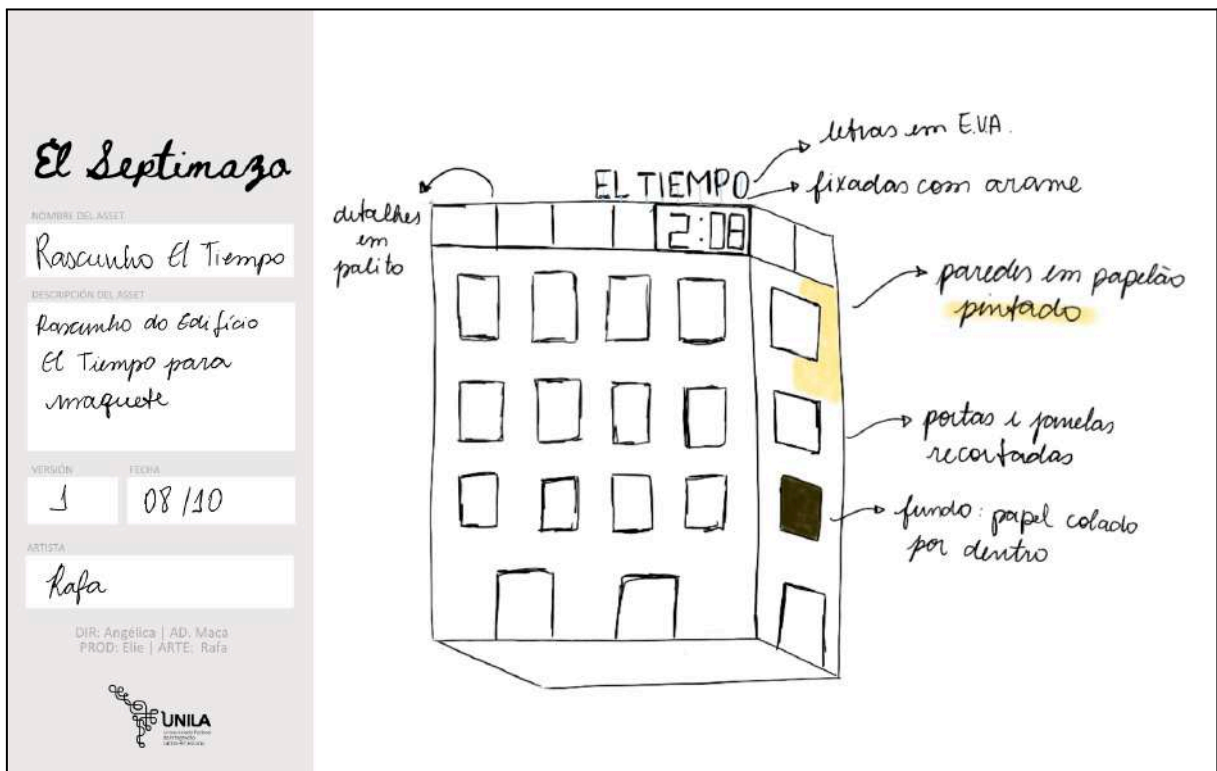 El Septimazo
NOMBRE DEL ASSET
Rascunho El Tiempo
DESCRIPCIÓN DEL ASSET
Rascunho do Edifício
El Tiempo para
maquete
VERSIÓN
1
FECHA
08/10
ARTISTA
Rafa
DIR: Angélica | AD. Maca
PROD: Elie | ARTE: Rafa
UNILA
detalhes
em
palito
EL TIEMPO
2:08
letras em E.V.A.
fixadas com arame
paredes em papelão
pintado
portas e janelas
recortadas
fundo: papel colado
por dentro